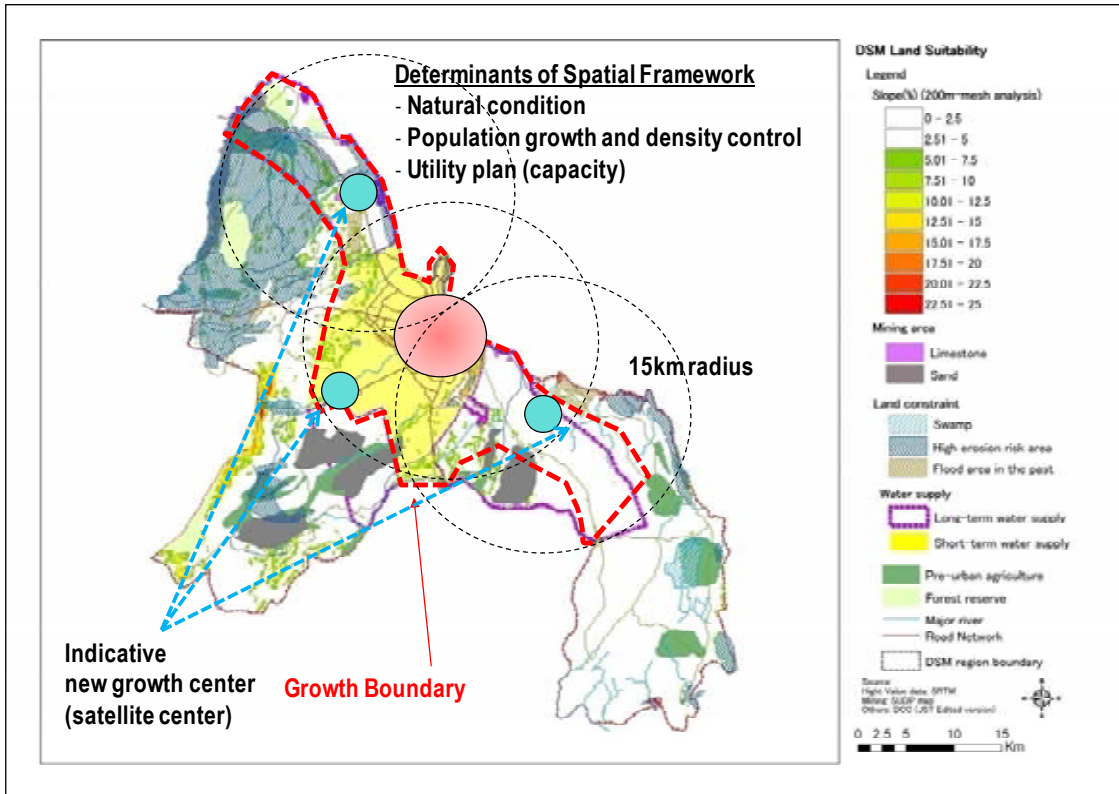 Determinants of Spatial Framework
- Natural condition
- Population growth and density control
- Utility plan (capacity)
15km radius
Indicative
new growth center
(satellite center)
Growth Boundary
DSM Land Suitability
Legend
Slope(%) (200m-mesh analysis)
0 - 2.5
2.51 - 5
5.01 - 7.5
7.51 - 10
10.01 - 12.5
12.51 - 15
15.01 - 17.5
17.51 - 20
20.01 - 22.5
22.51 - 25
Mining area
Limestone
Sand
Land constraint
Swamp
High erosion risk area
Flood area in the past
Water supply
Long-term water supply
Short-term water supply
Forest reserve
Major river
Road Network
DSM region boundary
Source
Others: DCC (JST Edited version)
0 2.5 5 10 15
Km